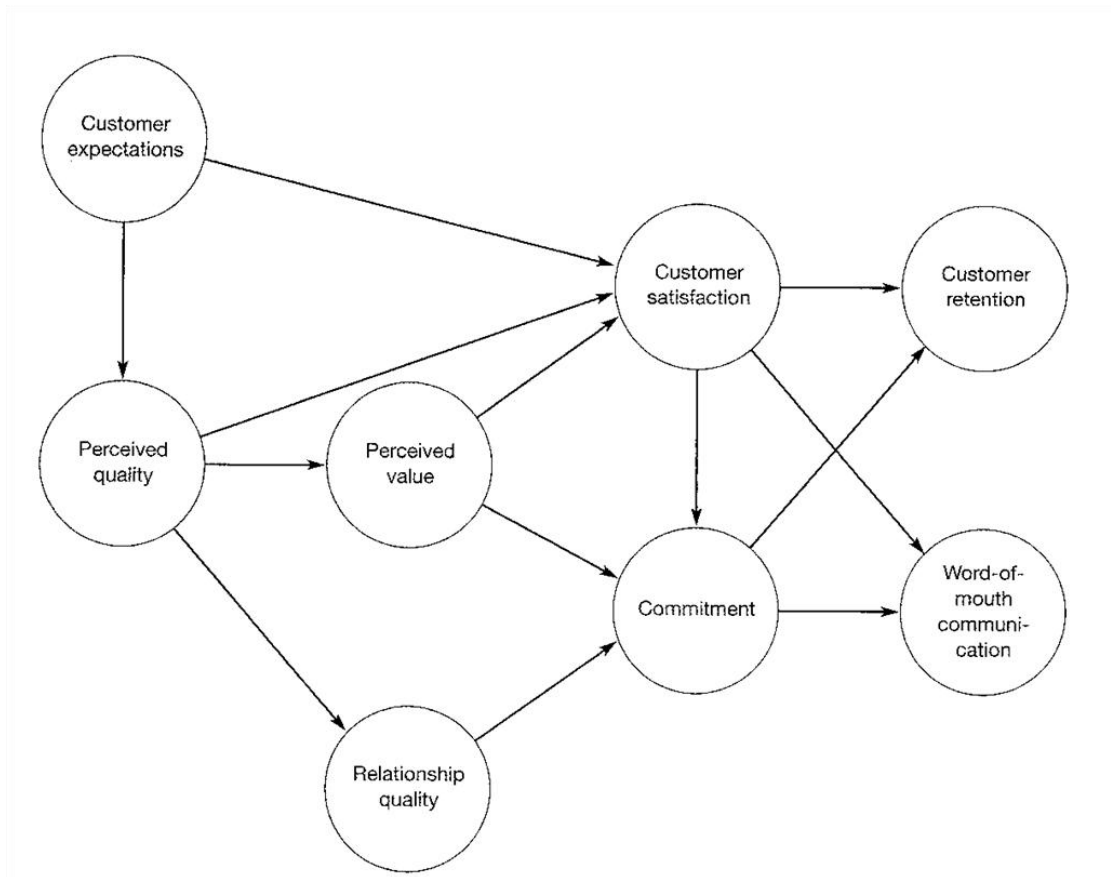 Customer
expectations
Customer
satisfaction
Customer
retention
Perceived
quality
Perceived
value
Commitment
Word-of-
mouth
communi-
cation
Relationship
quality